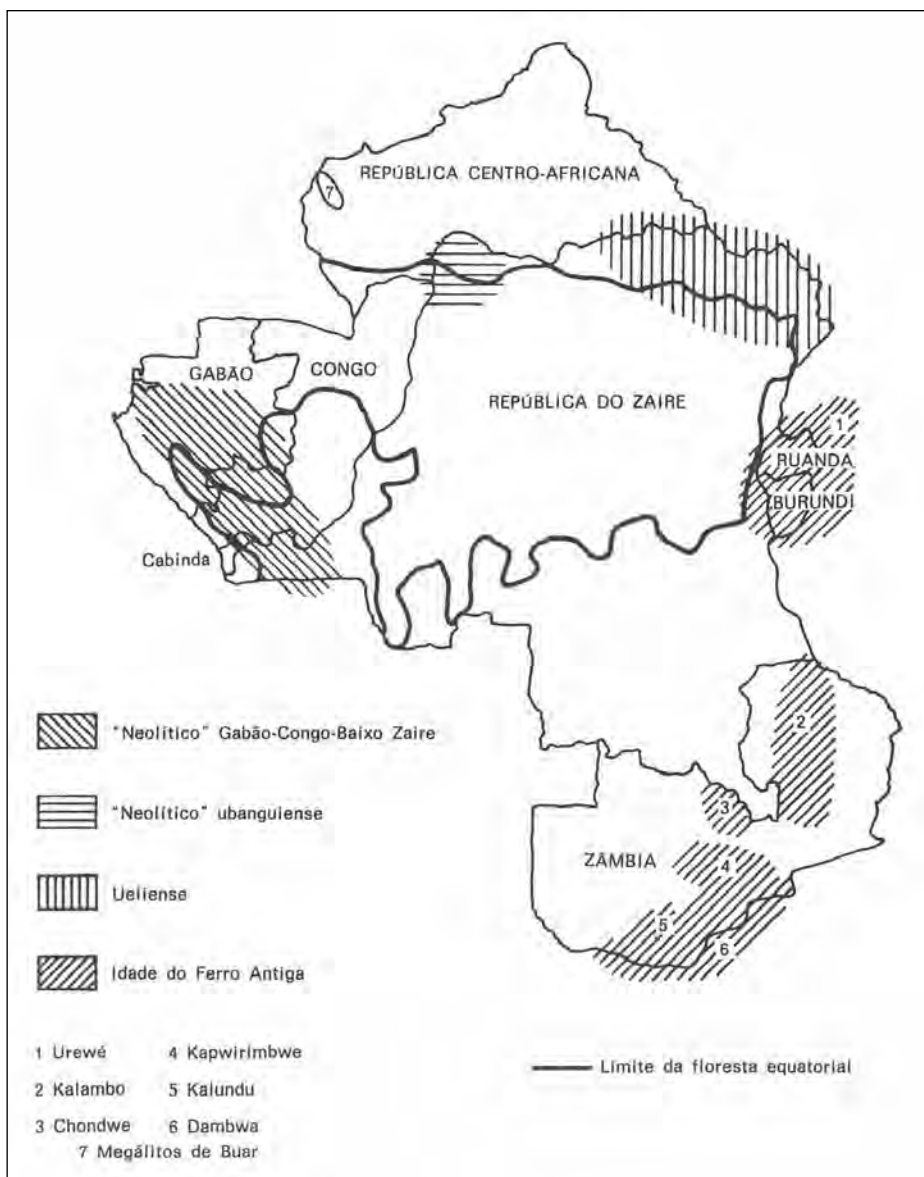 7
REPÚBLICA CENTRO-AFRICANA
GABÃO
CONGO
REPÚBLICA DO ZAIRE
1
RUANDA
BURUNDI
Cabinda
2
3
ZÂMBIA
4
5
6
"Neolítico" Gabão-Congo-Baixo Zaire
"Neolítico" ubanguiense
Ueliense
Idade do Ferro Antiga
1 Urewé
4 Kapwirimbwe
2 Kalambo
5 Kalundu
3 Chondwe
6 Dambwa
7 Megálitos de Buar
Límite da floresta equatorial